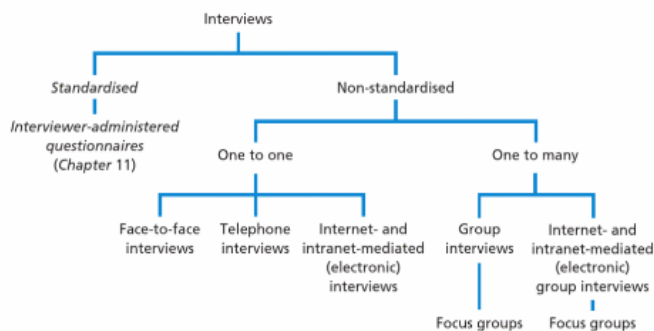 Interviews
Standardised
Non-standardised
Interviewer-administered
questionnaires
(Chapter 11)
One to one
One to many
Face-to-face
interviews
Telephone
interviews
Internet- and
intranet-mediated
(electronic)
interviews
Group
interviews
Internet- and
intranet-mediated
(electronic)
group interviews
Focus groups
Focus groups